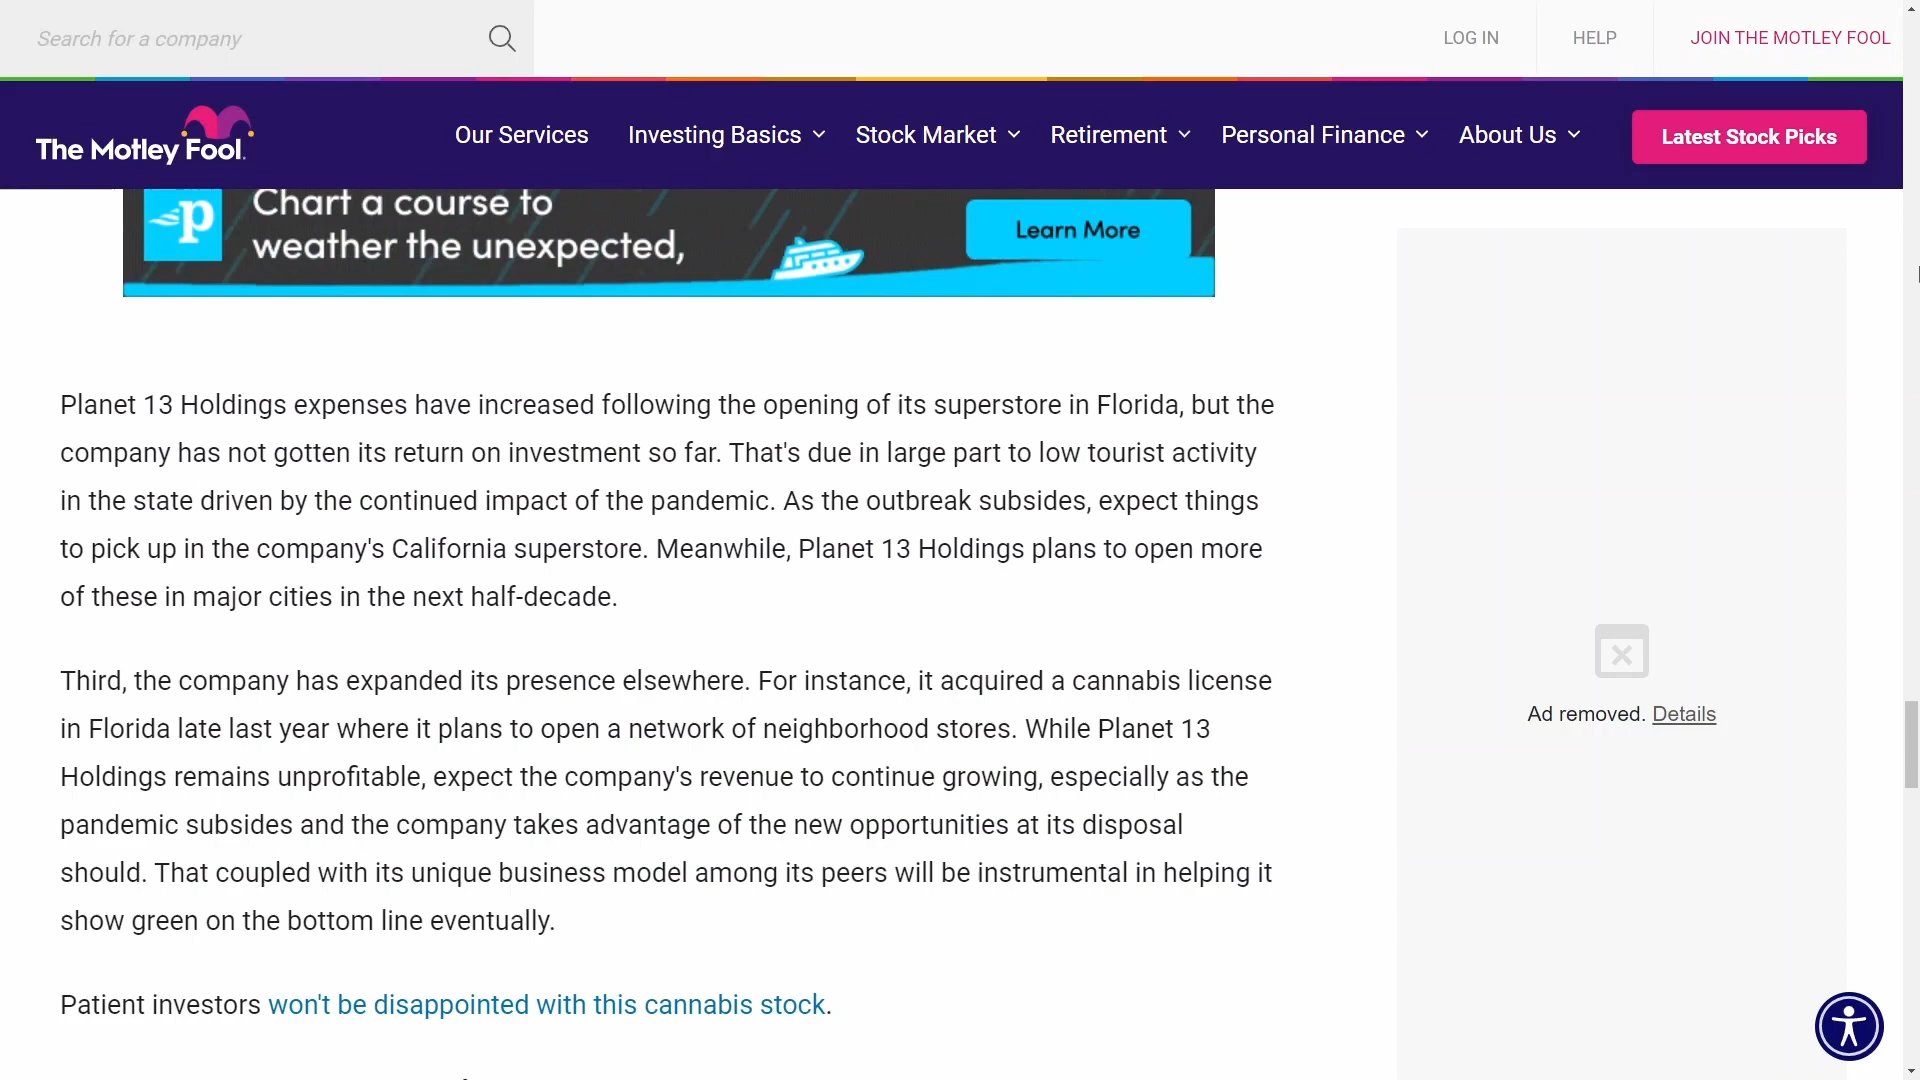 Search for a company
LOG IN
HELP
JOIN THE MOTLEY FOOL
The Motley Fool.
Our Services
Investing Basics
Stock Market
Retirement
Personal Finance
About Us
Latest Stock Picks
p
Chart a course to
weather the unexpected,
Learn More
Planet 13 Holdings expenses have increased following the opening of its superstore in Florida, but the
company has not gotten its return on investment so far. That's due in large part to low tourist activity
in the state driven by the continued impact of the pandemic. As the outbreak subsides, expect things
to pick up in the company's California superstore. Meanwhile, Planet 13 Holdings plans to open more
of these in major cities in the next half-decade.
Third, the company has expanded its presence elsewhere. For instance, it acquired a cannabis license
in Florida late last year where it plans to open a network of neighborhood stores. While Planet 13
Holdings remains unprofitable, expect the company's revenue to continue growing, especially as the
pandemic subsides and the company takes advantage of the new opportunities at its disposal
should. That coupled with its unique business model among its peers will be instrumental in helping it
show green on the bottom line eventually.
Patient investors won't be disappointed with this cannabis stock.
Ad removed. Details